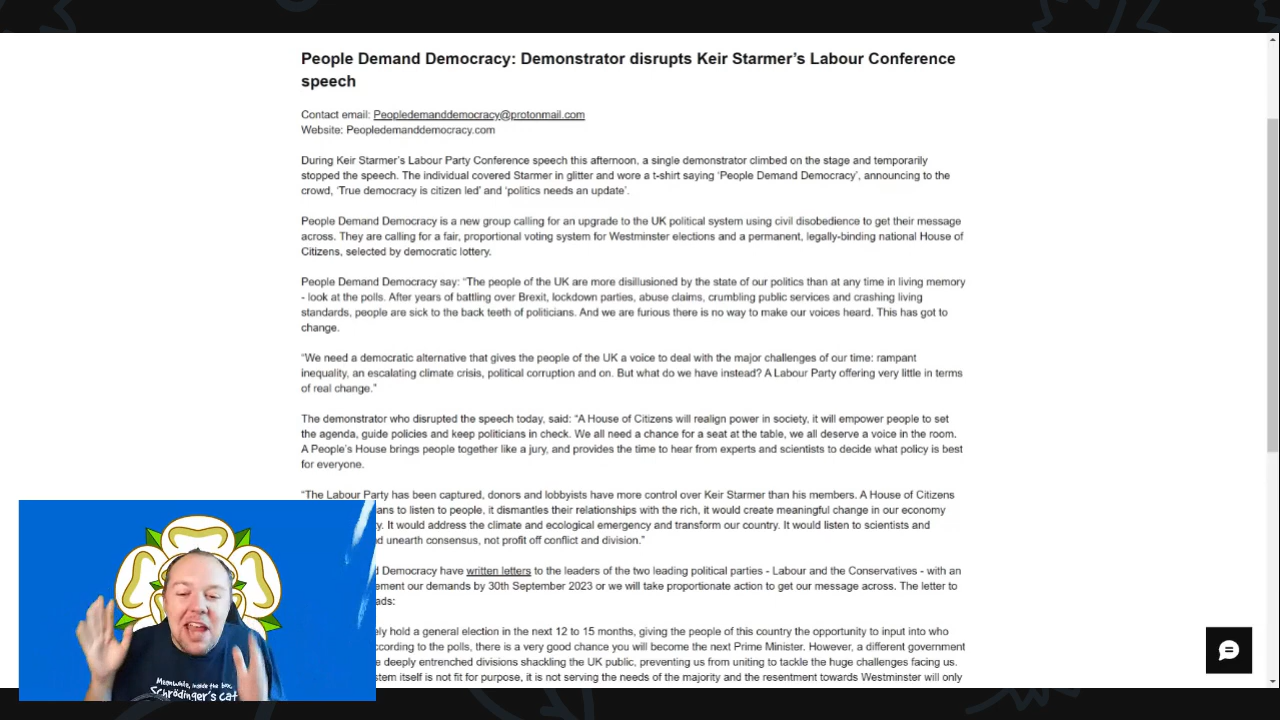 People Demand Democracy: Demonstrator disrupts Keir Starmer's Labour Conference
speech
Contact email: Peopledemanddemocracy@protonmail.com
Website: Peopledemanddemocracy.com
During Keir Starmer's Labour Party Conference speech this afternoon, a single demonstrator climbed on the stage and temporarily
stopped the speech. The individual covered Starmer in glitter and wore a t-shirt saying 'People Demand Democracy', announcing to the
crowd, 'True democracy is citizen led' and 'politics needs an update'.
People Demand Democracy is a new group calling for an upgrade to the UK political system using civil disobedience to get their message
across. They are calling for a fair, proportional voting system for Westminster elections and a permanent, legally-binding national House of
Citizens, selected by democratic lottery.
People Demand Democracy say: "The people of the UK are more disillusioned by the state of our politics than at any time in living memory
- look at the polls. After years of battling over Brexit, lockdown parties, abuse claims, crumbling public services and crashing living
standards, people are sick to the back teeth of politicians. And we are furious there is no way to make our voices heard. This has got to
change.
"We need a democratic alternative that gives the people of the UK a voice to deal with the major challenges of our time: rampant
inequality, an escalating climate crisis, political corruption and on. But what do we have instead? A Labour Party offering very little in terms
of real change."
The demonstrator who disrupted the speech today, said: "A House of Citizens will realign power in society, it will empower people to set
the agenda, guide policies and keep politicians in check. We all need a chance for a seat at the table, we all deserve a voice in the room.
A People's House brings people together like a jury, and provides the time to hear from experts and scientists to decide what policy is best
for everyone.
"The Labour Party has been captured, donors and lobbyists have more control over Keir Starmer than his members. A House of Citizens
ans to listen to people, it dismantles their relationships with the rich, it would create meaningful change in our economy
y. It would address the climate and ecological emergency and transform our country. It would listen to scientists and
d unearth consensus, not profit off conflict and division."
d Democracy have written letters to the leaders of the two leading political parties - Labour and the Conservatives - with an
ement our demands by 30th September 2023 or we will take proportionate action to get our message across. The letter to
ads:
ely hold a general election in the next 12 to 15 months, giving the people of this country the opportunity to input into who
ccording to the polls, there is a very good chance you will become the next Prime Minister. However, a different government
e deeply entrenched divisions shackling the UK public, preventing us from uniting to tackle the huge challenges facing us.
stem itself is not fit for purpose, it is not serving the needs of the majority and the resentment towards Westminster will only
Meanwhile, inside the box,
Schrödinger's cat